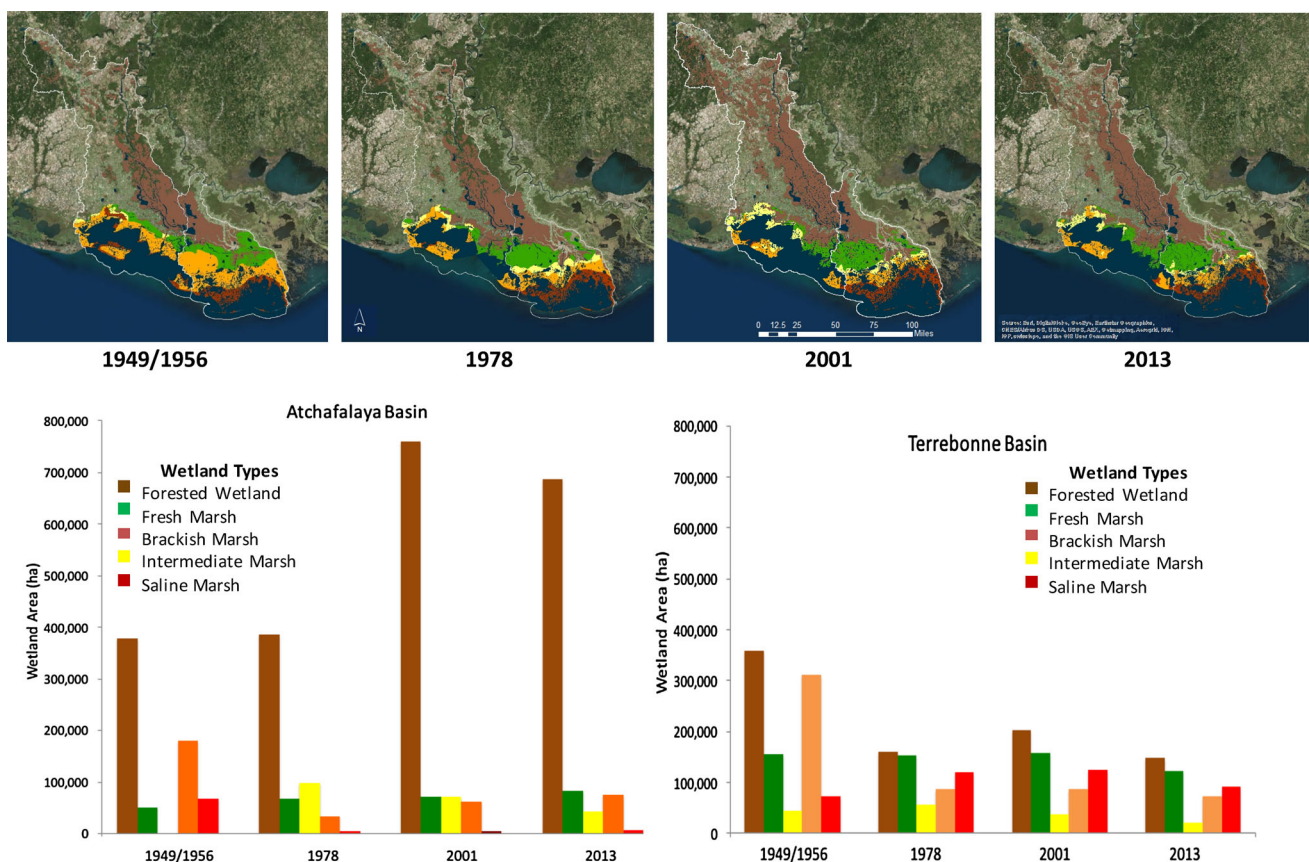 N
0 12.5 25 50 75 100
Miles
1949/1956 1978 2001 2013
Atchafalaya Basin
800,000
700,000
600,000
500,000
400,000
300,000
200,000
100,000
0
Wetland Area (ha)
Wetland Types
Forested Wetland
Fresh Marsh
Brackish Marsh
Intermediate Marsh
Saline Marsh
1949/1956 1978 2001 2013
Terrebonne Basin
800,000
700,000
600,000
500,000
400,000
300,000
200,000
100,000
0
Wetland Area (ha)
Wetland Types
Forested Wetland
Fresh Marsh
Brackish Marsh
Intermediate Marsh
Saline Marsh
1949/1956 1978 2001 2013